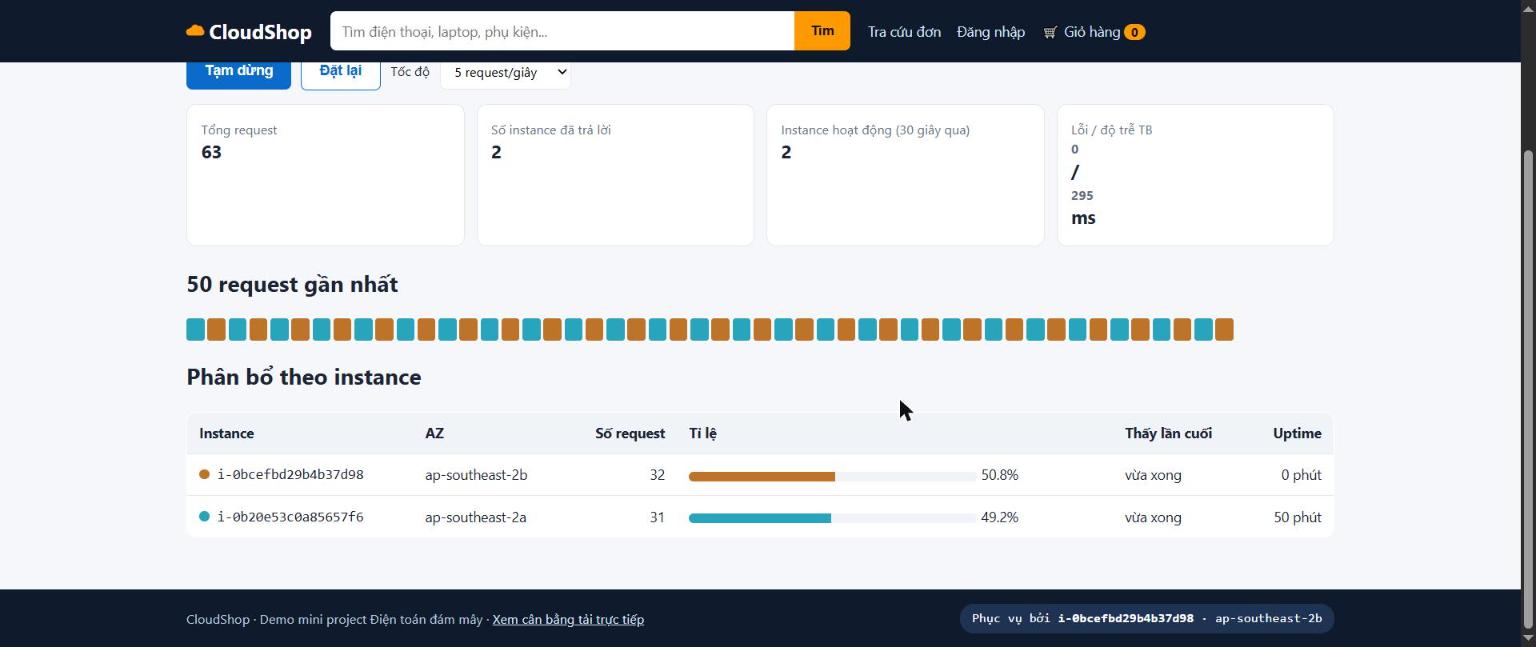 CloudShop Tìm điện thoại, laptop, phụ kiện... Tìm Tra cứu đơn Đăng nhập Giỏ hàng 0
Tạm dừng Đặt lại Tốc độ 5 request/giây
Tổng request Số instance đã trả lời Instance hoạt động (30 giây qua) Lỗi / độ trễ TB
63 2 2 0
/
295
ms
50 request gần nhất
Phân bổ theo instance
Instance AZ Số request Tỉ lệ Thấy lần cuối Uptime
i-0bcefbd29b4b37d98 ap-southeast-2b 32 50.8% vừa xong 0 phút
i-0b20e53c0a85657f6 ap-southeast-2a 31 49.2% vừa xong 50 phút
CloudShop · Demo mini project Điện toán đám mây · Xem cân bằng tải trực tiếp Phục vụ bởi i-0bcefbd29b4b37d98 · ap-southeast-2b